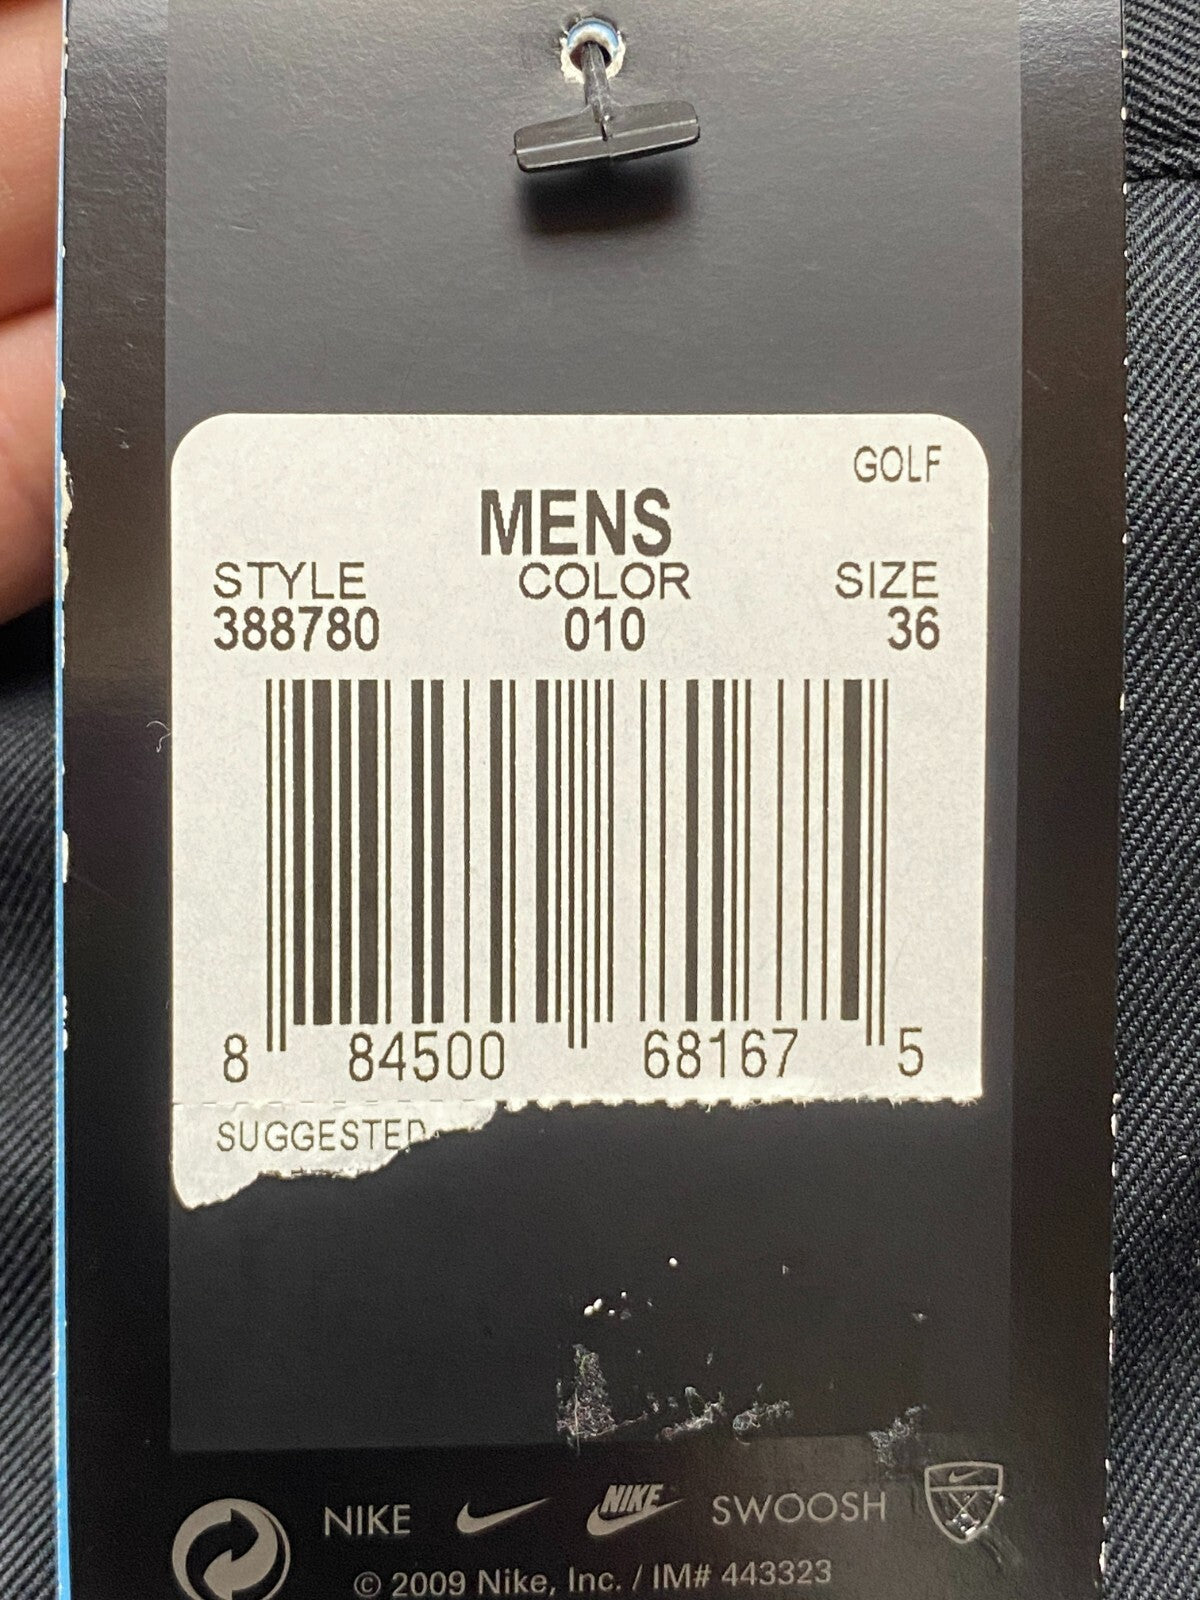 GOLF
MENS
STYLE COLOR SIZE
388780 010 36
8 84500 68167 5
SUGGESTED
NIKE NIKE SWOOSH
© 2009 Nike, Inc. / IM# 443323